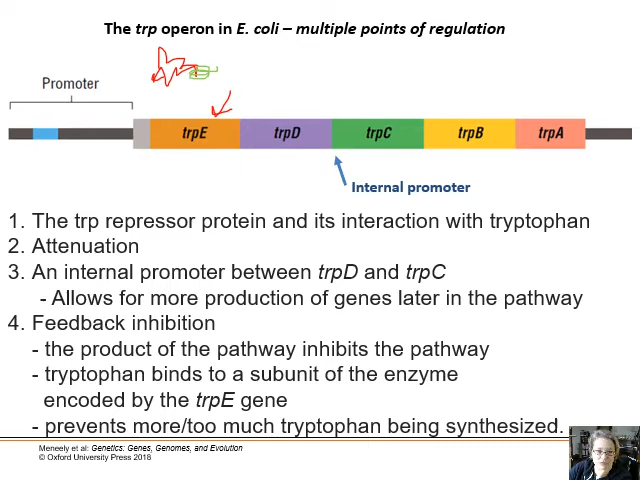 The trp operon in E. coli – multiple points of regulation
Promoter
trpE trpD trpC trpB trpA
Internal promoter
1. The trp repressor protein and its interaction with tryptophan
2. Attenuation
3. An internal promoter between trpD and trpC
- Allows for more production of genes later in the pathway
4. Feedback inhibition
- the product of the pathway inhibits the pathway
- tryptophan binds to a subunit of the enzyme
encoded by the trpE gene
- prevents more/too much tryptophan being synthesized.
Meneely et al: Genetics: Genes, Genomes, and Evolution
© Oxford University Press 2018